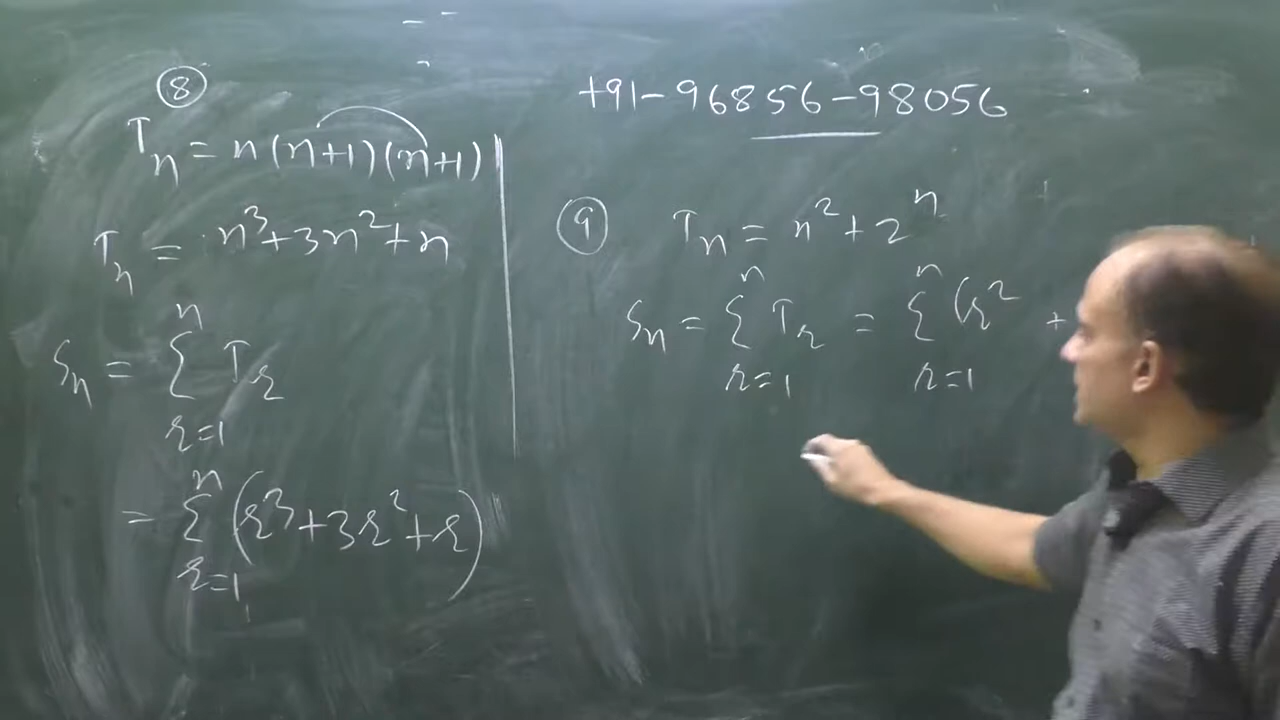 ⑧
Tₙ = n(n+1)(n+1)
Tₙ = n³+3n²+n
n
Sₙ = Σ Tᵣ
r=1
n
= Σ (r³+3r²+r)
r=1
+91-96856-98056
⑨ Tₙ = n²+2ⁿ
n n
Sₙ = Σ Tᵣ = Σ (r² +
r=1 r=1